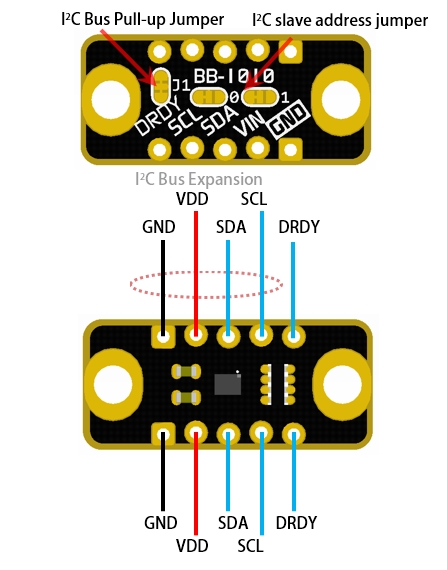 I²C Bus Pull-up Jumper
I²C slave address jumper
BB-I010
J1
0
1
DRDY
SCL
SDA
VIN
GND
I²C Bus Expansion
VDD
SCL
GND
SDA
DRDY
GND
SDA
DRDY
VDD
SCL